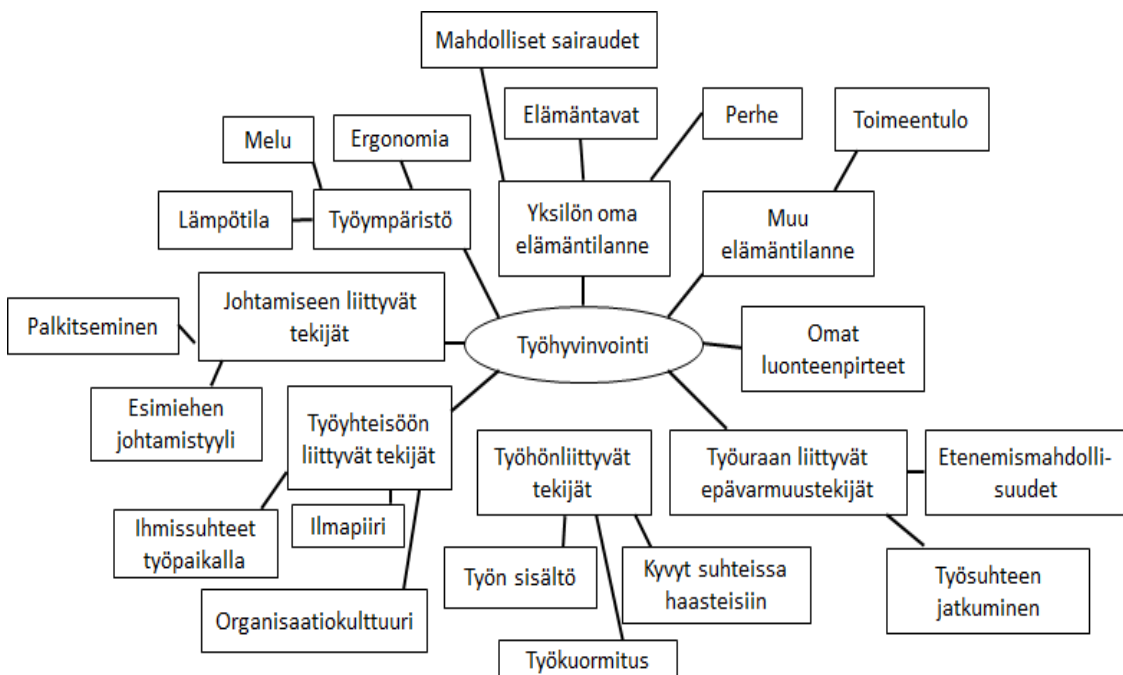 Mahdolliset sairaudet
Elämäntavat
Perhe
Toimeentulo
Melu
Ergonomia
Lämpötila
Työympäristö
Yksilön oma
elämäntilanne
Muu
elämäntilanne
Palkitseminen
Johtamiseen liittyvät
tekijät
Työhyvinvointi
Omat
luonteenpirteet
Esimiehen
johtamistyyli
Työyhteisöön
liittyvät tekijät
Työhönliittyvät
tekijät
Työuraan liittyvät
epävarmuustekijät
Etenemismahdolli-
suudet
Ihmissuhteet
työpaikalla
Ilmapiiri
Työn sisältö
Kyvyt suhteissa
haasteisiin
Työsuhteen
jatkuminen
Organisaatiokulttuuri
Työkuormitus